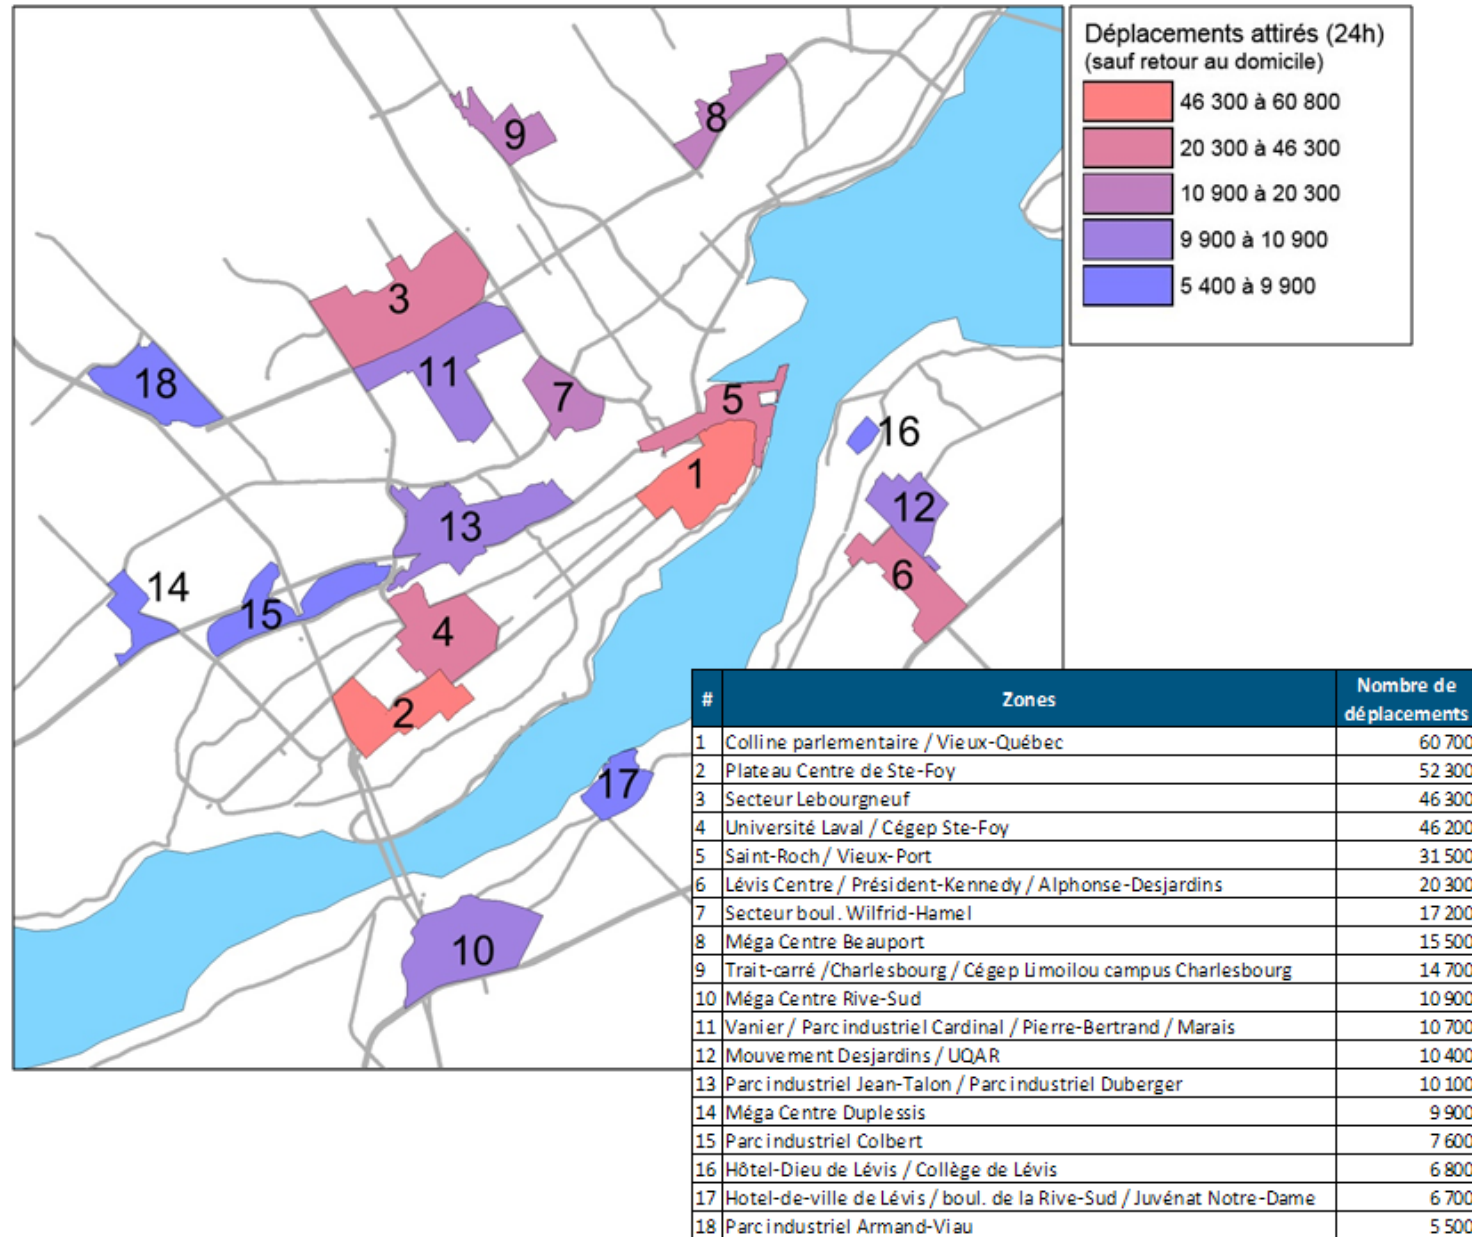 Déplacements attirés (24h)
(sauf retour au domicile)
46 300 à 60 800
20 300 à 46 300
10 900 à 20 300
9 900 à 10 900
5 400 à 9 900
8
9
3
11
18
7
5
16
1
12
13
14
6
15
4
2
17
10
# Zones Nombre de
déplacements
1 Colline parlementaire / Vieux-Québec 60 700
2 Plateau Centre de Ste-Foy 52 300
3 Secteur Lebourgneuf 46 300
4 Université Laval / Cégep Ste-Foy 46 200
5 Saint-Roch / Vieux-Port 31 500
6 Lévis Centre / Président-Kennedy / Alphonse-Desjardins 20 300
7 Secteur boul. Wilfrid-Hamel 17 200
8 Méga Centre Beauport 15 500
9 Trait-carré /Charlesbourg / Cégep Limoilou campus Charlesbourg 14 700
10 Méga Centre Rive-Sud 10 900
11 Vanier / Parc industriel Cardinal / Pierre-Bertrand / Marais 10 700
12 Mouvement Desjardins / UQAR 10 400
13 Parc industriel Jean-Talon / Parc industriel Duberger 10 100
14 Méga Centre Duplessis 9 900
15 Parc industriel Colbert 7 600
16 Hôtel-Dieu de Lévis / Collège de Lévis 6 800
17 Hotel-de-ville de Lévis / boul. de la Rive-Sud / Juvénat Notre-Dame 6 700
18 Parc industriel Armand-Viau 5 500